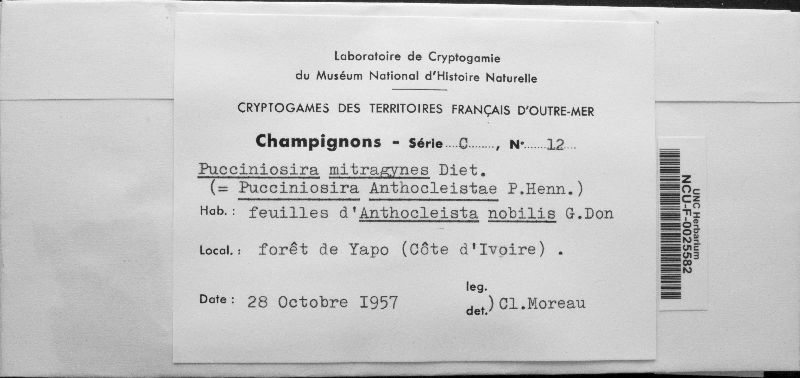 Laboratoire de Cryptogamie
du Muséum National d'Histoire Naturelle
CRYPTOGAMES DES TERRITOIRES FRANÇAIS D'OUTRE-MER
Champignons - Série C, N° 12
Pucciniosira mitragynes Diet.
(= Pucciniosira Anthocleistae P.Henn.)
Hab.: feuilles d'Anthocleista nobilis G.Don
Local.: forêt de Yapo (Côte d'Ivoire) .
Date: 28 Octobre I957
leg.
det.) Cl.Moreau
UNC Herbarium
NCU-F-0025582